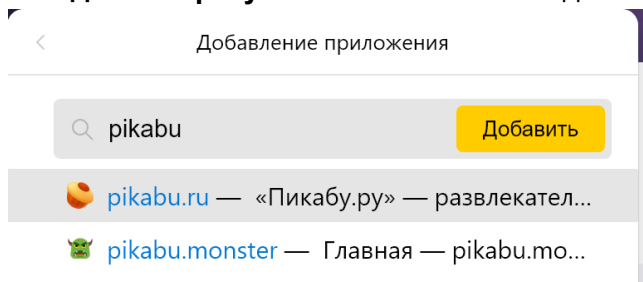 Добавление приложения
pikabu
Добавить
pikabu.ru — «Пикабу.ру» — развлекател...
pikabu.monster — Главная — pikabu.mo...